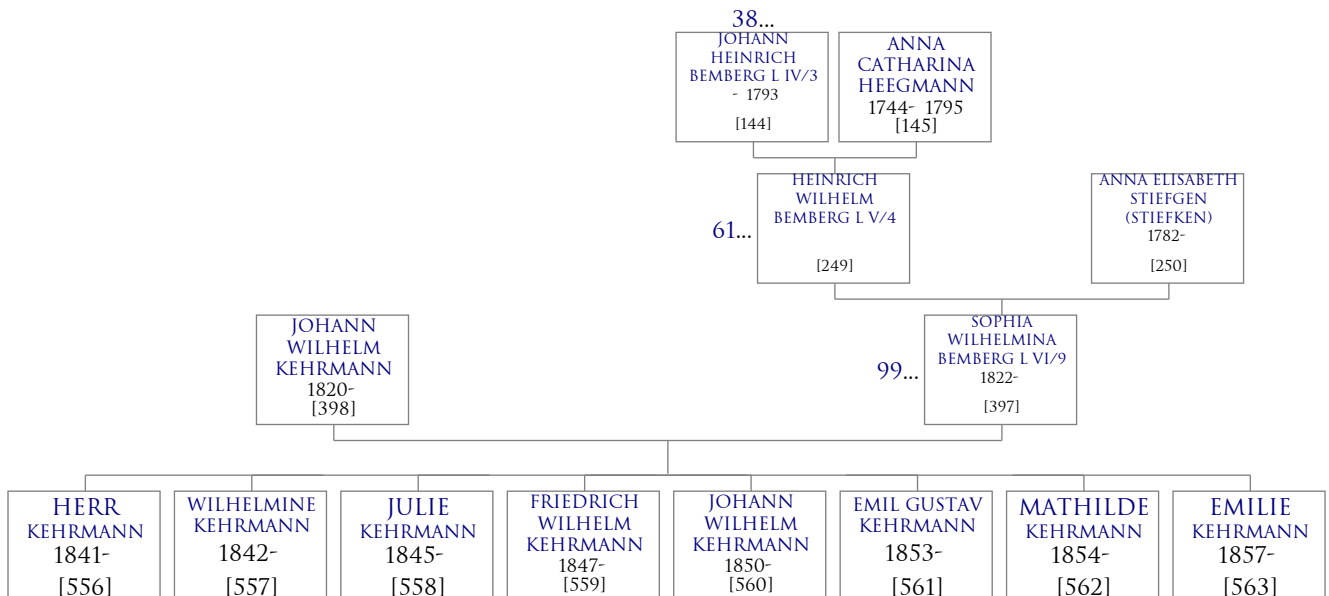 38...
JOHANN
HEINRICH
BEMBERG L IV/3
- 1793
[144]
ANNA
CATHARINA
HEEGMANN
1744- 1795
[145]
61...
HEINRICH
WILHELM
BEMBERG L V/4
[249]
ANNA ELISABETH
STIEFGEN
(STIEFKEN)
1782-
[250]
JOHANN
WILHELM
KEHRMANN
1820-
[398]
99...
SOPHIA
WILHELMINA
BEMBERG L VI/9
1822-
[397]
HERR
KEHRMANN
1841-
[556]
WILHELMINE
KEHRMANN
1842-
[557]
JULIE
KEHRMANN
1845-
[558]
FRIEDRICH
WILHELM
KEHRMANN
1847-
[559]
JOHANN
WILHELM
KEHRMANN
1850-
[560]
EMIL GUSTAV
KEHRMANN
1853-
[561]
MATHILDE
KEHRMANN
1854-
[562]
EMILIE
KEHRMANN
1857-
[563]